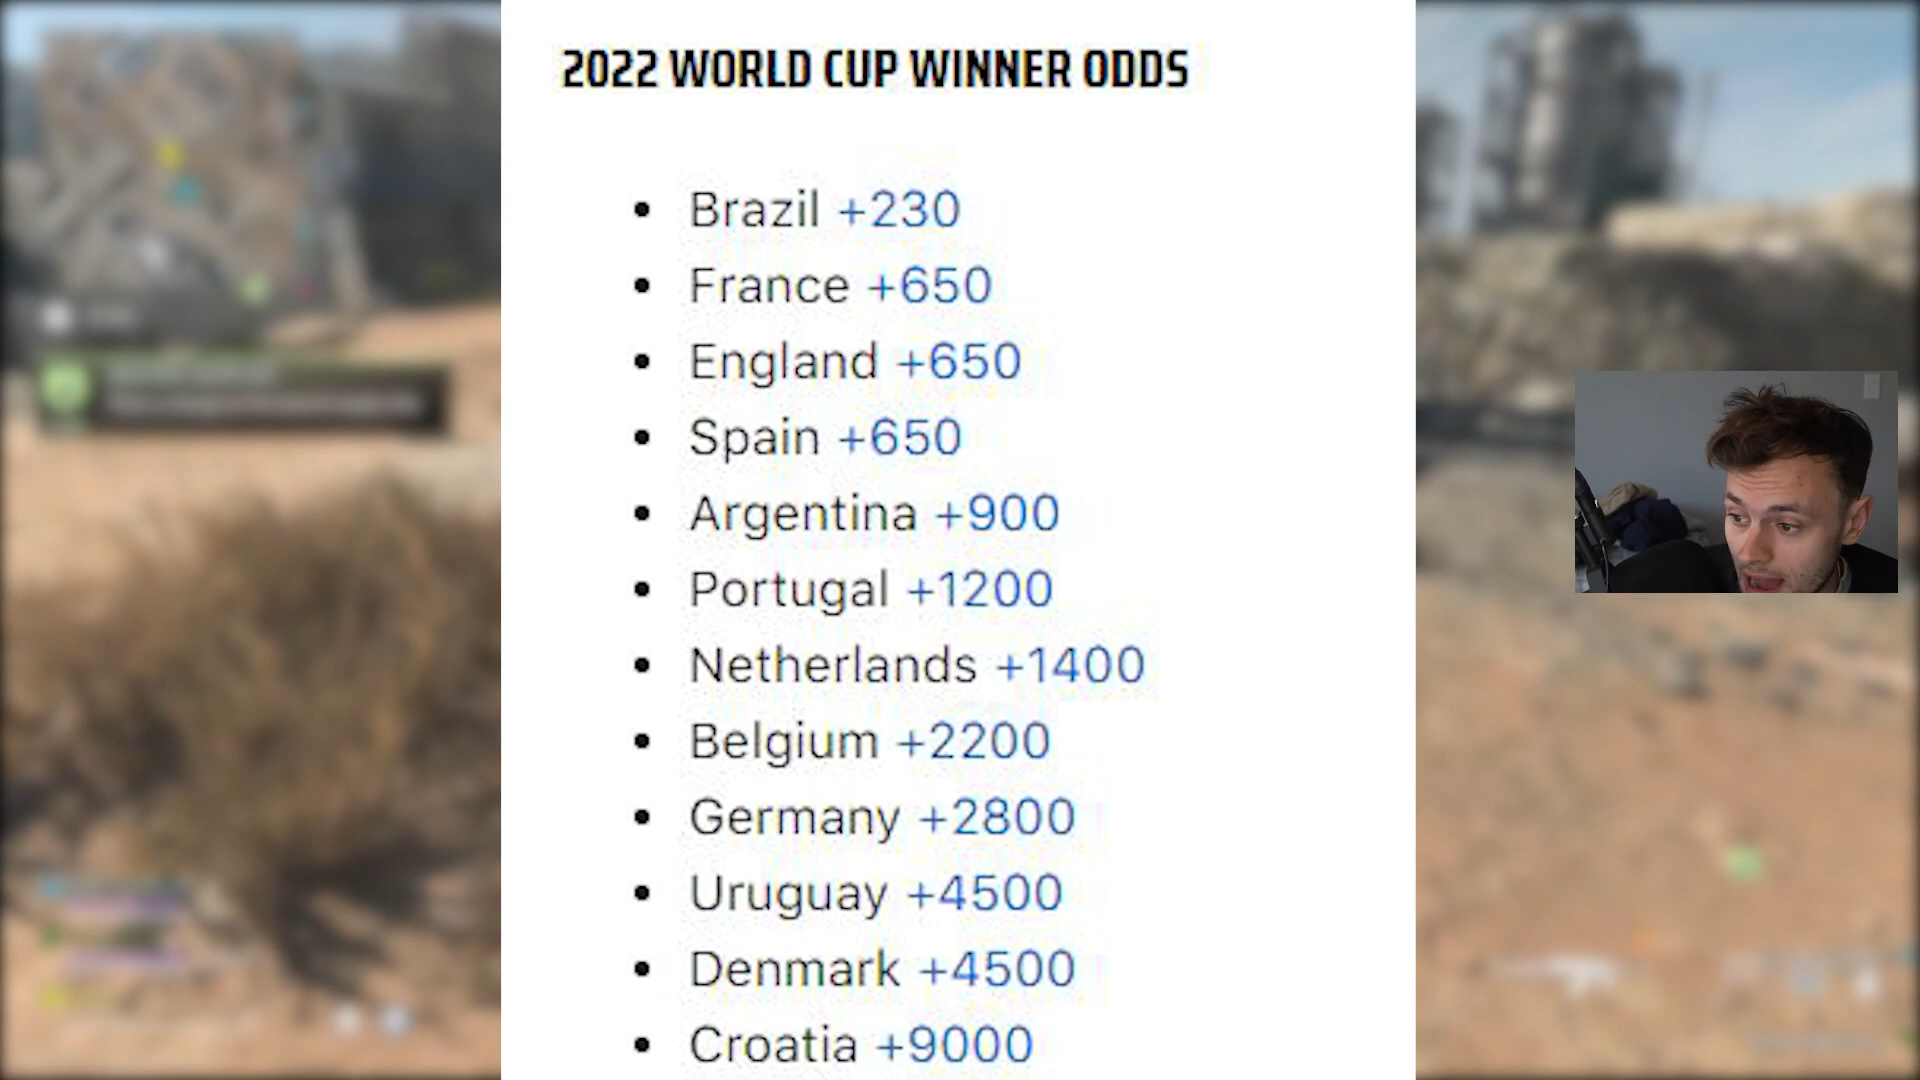 2022 WORLD CUP WINNER ODDS
Brazil +230
France +650
England +650
Spain +650
Argentina +900
Portugal +1200
Netherlands +1400
Belgium +2200
Germany +2800
Uruguay +4500
Denmark +4500
Croatia +9000